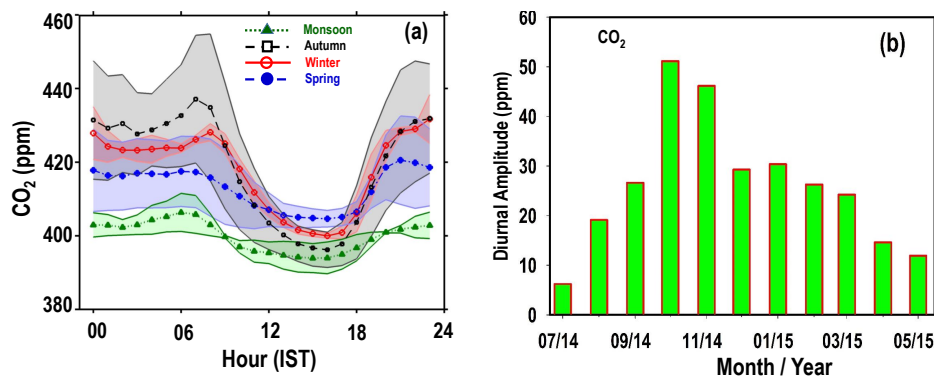 (a)
Monsoon
Autumn
Winter
Spring
460
440
420
400
380
CO₂ (ppm)
00 06 12 18 24
Hour (IST)
(b)
CO₂
60
50
40
30
20
10
0
Diurnal Amplitude (ppm)
07/14 09/14 11/14 01/15 03/15 05/15
Month / Year